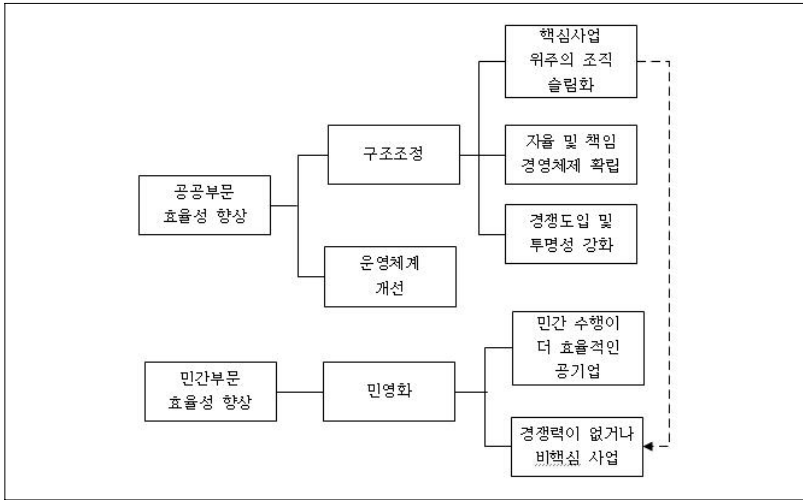 핵심사업
위주의 조직
슬림화
구조조정
자율 및 책임
경영체제 확립
공공부문
효율성 향상
경쟁도입 및
투명성 강화
운영체계
개선
민간 수행이
더 효율적인
공기업
민간부문
효율성 향상
민영화
경쟁력이 없거나
비핵심 사업